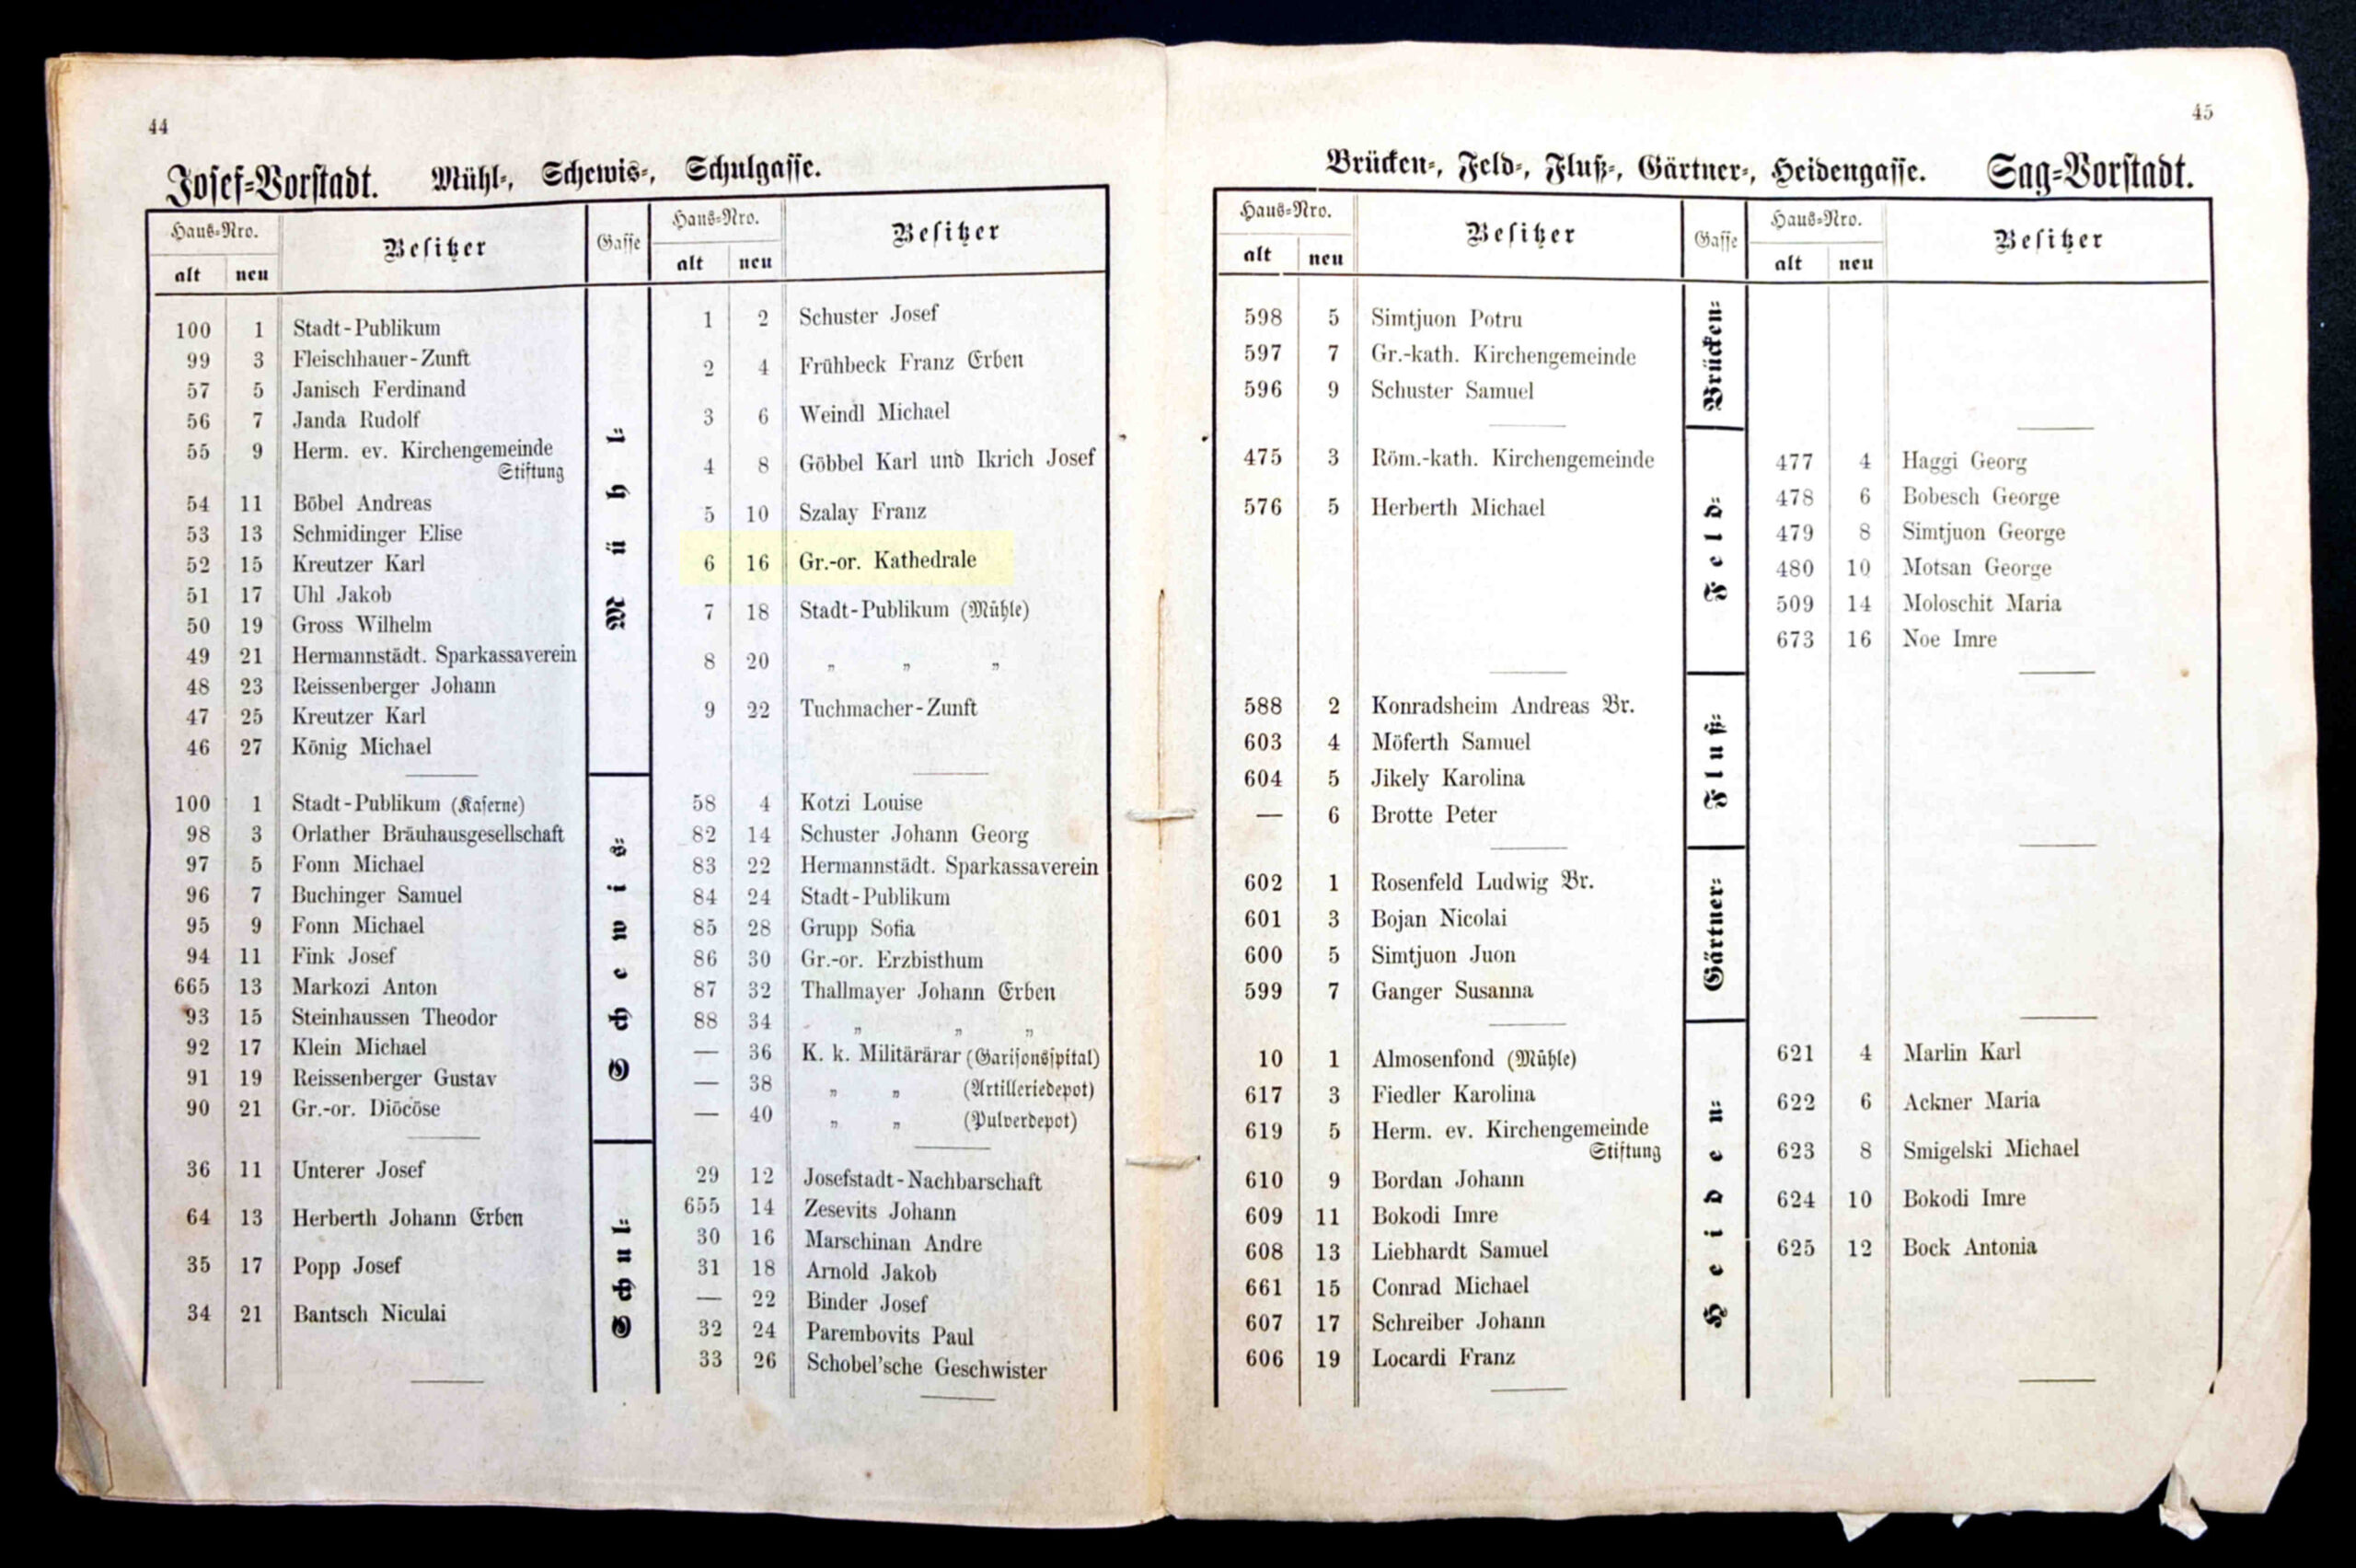 44
Josef-Vorstadt. Mühl-, Schewis-, Schulgasse.
Haus-Nro. Besitzer Gasse Haus-Nro. Besitzer
alt neu alt neu
Mühl-
100 1 Stadt-Publikum
99 3 Fleischhauer-Zunft
57 5 Janisch Ferdinand
56 7 Janda Rudolf
55 9 Herm. ev. Kirchengemeinde
Stiftung
54 11 Böbel Andreas
53 13 Schmidinger Elise
52 15 Kreutzer Karl
51 17 Uhl Jakob
50 19 Gross Wilhelm
49 21 Hermannstädt. Sparkassaverein
48 23 Reissenberger Johann
47 25 Kreutzer Karl
46 27 König Michael
1 2 Schuster Josef
2 4 Frühbeck Franz Erben
3 6 Weindl Michael
4 8 Göbbel Karl und Ikrich Josef
5 10 Szalay Franz
6 16 Gr.-or. Kathedrale
7 18 Stadt-Publikum (Mühle)
8 20 „ „ „
9 22 Tuchmacher-Zunft
Schewis-
100 1 Stadt-Publikum (Kaserne)
98 3 Orlather Bräuhausgesellschaft
97 5 Fonn Michael
96 7 Buchinger Samuel
95 9 Fonn Michael
94 11 Fink Josef
665 13 Markozi Anton
93 15 Steinhaussen Theodor
92 17 Klein Michael
91 19 Reissenberger Gustav
90 21 Gr.-or. Diöcöse
58 4 Kotzi Louise
82 14 Schuster Johann Georg
83 22 Hermannstädt. Sparkassaverein
84 24 Stadt-Publikum
85 28 Grupp Sofia
86 30 Gr.-or. Erzbisthum
87 32 Thallmayer Johann Erben
88 34 „ „ „
— 36 K. k. Militärärar (Garisonsspital)
— 38 „ „ (Artilleriedepot)
— 40 „ „ (Pulverdepot)
Schul-
36 11 Unterer Josef
64 13 Herberth Johann Erben
35 17 Popp Josef
34 21 Bantsch Niculai
29 12 Josefstadt-Nachbarschaft
655 14 Zesevits Johann
30 16 Marschinan Andre
31 18 Arnold Jakob
— 22 Binder Josef
32 24 Parembovits Paul
33 26 Schobel'sche Geschwister
45
Brücken-, Feld-, Fluß-, Gärtner-, Heidengasse. Sag-Vorstadt.
Haus-Nro. Besitzer Gasse Haus-Nro. Besitzer
alt neu alt neu
Brücken-
598 5 Simtjuon Potru
597 7 Gr.-kath. Kirchengemeinde
596 9 Schuster Samuel
Feld-
475 3 Röm.-kath. Kirchengemeinde
576 5 Herberth Michael
477 4 Haggi Georg
478 6 Bobesch George
479 8 Simtjuon George
480 10 Motsan George
509 14 Moloschit Maria
673 16 Noe Imre
Fluß-
588 2 Konradsheim Andreas Br.
603 4 Möferth Samuel
604 5 Jikely Karolina
— 6 Brotte Peter
Gärtner-
602 1 Rosenfeld Ludwig Br.
601 3 Bojan Nicolai
600 5 Simtjuon Juon
599 7 Ganger Susanna
Heiden-
10 1 Almosenfond (Mühle)
617 3 Fiedler Karolina
619 5 Herm. ev. Kirchengemeinde
Stiftung
610 9 Bordan Johann
609 11 Bokodi Imre
608 13 Liebhardt Samuel
661 15 Conrad Michael
607 17 Schreiber Johann
606 19 Locardi Franz
621 4 Marlin Karl
622 6 Ackner Maria
623 8 Smigelski Michael
624 10 Bokodi Imre
625 12 Bock Antonia